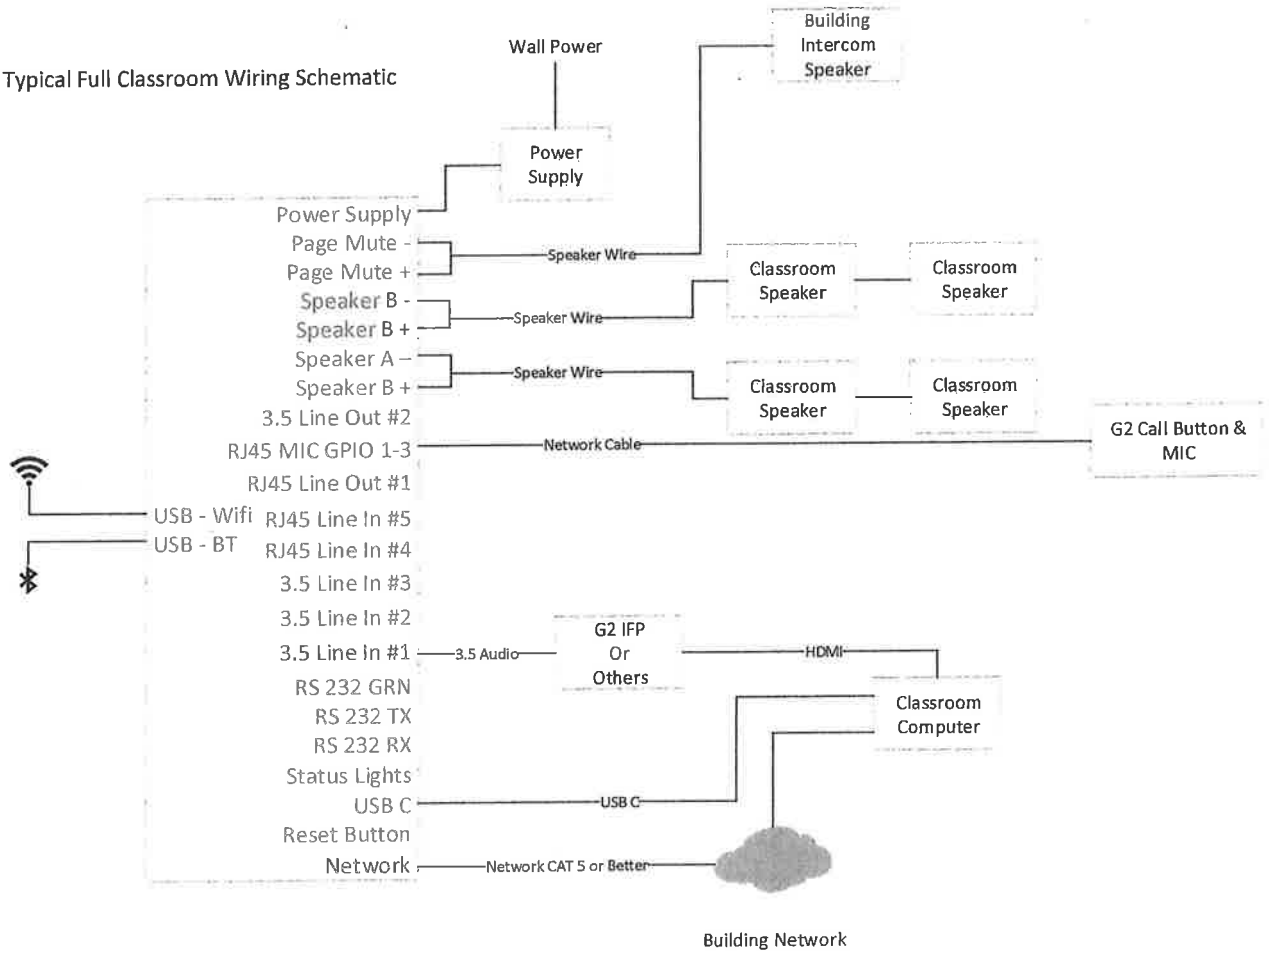 Typical Full Classroom Wiring Schematic
Wall Power
Building
Intercom
Speaker
Power
Supply
Power Supply
Page Mute -
Page Mute +
Speaker B -
Speaker B +
Speaker A –
Speaker B +
3.5 Line Out #2
RJ45 MIC GPIO 1-3
RJ45 Line Out #1
RJ45 Line In #5
RJ45 Line In #4
3.5 Line In #3
3.5 Line In #2
3.5 Line In #1
RS 232 GRN
RS 232 TX
RS 232 RX
Status Lights
USB C
Reset Button
Network
USB - Wifi
USB - BT
Speaker Wire
Speaker Wire
Classroom
Speaker
Classroom
Speaker
Speaker Wire
Classroom
Speaker
Classroom
Speaker
Network Cable
G2 Call Button &
MIC
3.5 Audio
G2 IFP
Or
Others
HDMI
Classroom
Computer
USB C
Network CAT 5 or Better
Building Network